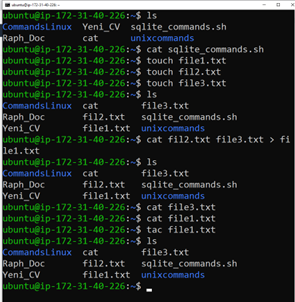 ubuntu@ip-172-31-40-226: ~
ubuntu@ip-172-31-40-226:~$ ls
CommandsLinux  Yeni_CV  sqlite_commands.sh
Raph_Doc       cat      unixcommands
ubuntu@ip-172-31-40-226:~$ cat sqlite_commands.sh
ubuntu@ip-172-31-40-226:~$ touch file1.txt
ubuntu@ip-172-31-40-226:~$ touch fil2.txt
ubuntu@ip-172-31-40-226:~$ touch file3.txt
ubuntu@ip-172-31-40-226:~$ ls
CommandsLinux  cat        file3.txt
Raph_Doc       fil2.txt   sqlite_commands.sh
Yeni_CV        file1.txt  unixcommands
ubuntu@ip-172-31-40-226:~$ cat fil2.txt file3.txt > fi
le1.txt
ubuntu@ip-172-31-40-226:~$ ls
CommandsLinux  cat        file3.txt
Raph_Doc       fil2.txt   sqlite_commands.sh
Yeni_CV        file1.txt  unixcommands
ubuntu@ip-172-31-40-226:~$ cat file3.txt
ubuntu@ip-172-31-40-226:~$ cat file1.txt
ubuntu@ip-172-31-40-226:~$ tac file1.txt
ubuntu@ip-172-31-40-226:~$ ls
CommandsLinux  cat        file3.txt
Raph_Doc       fil2.txt   sqlite_commands.sh
Yeni_CV        file1.txt  unixcommands
ubuntu@ip-172-31-40-226:~$